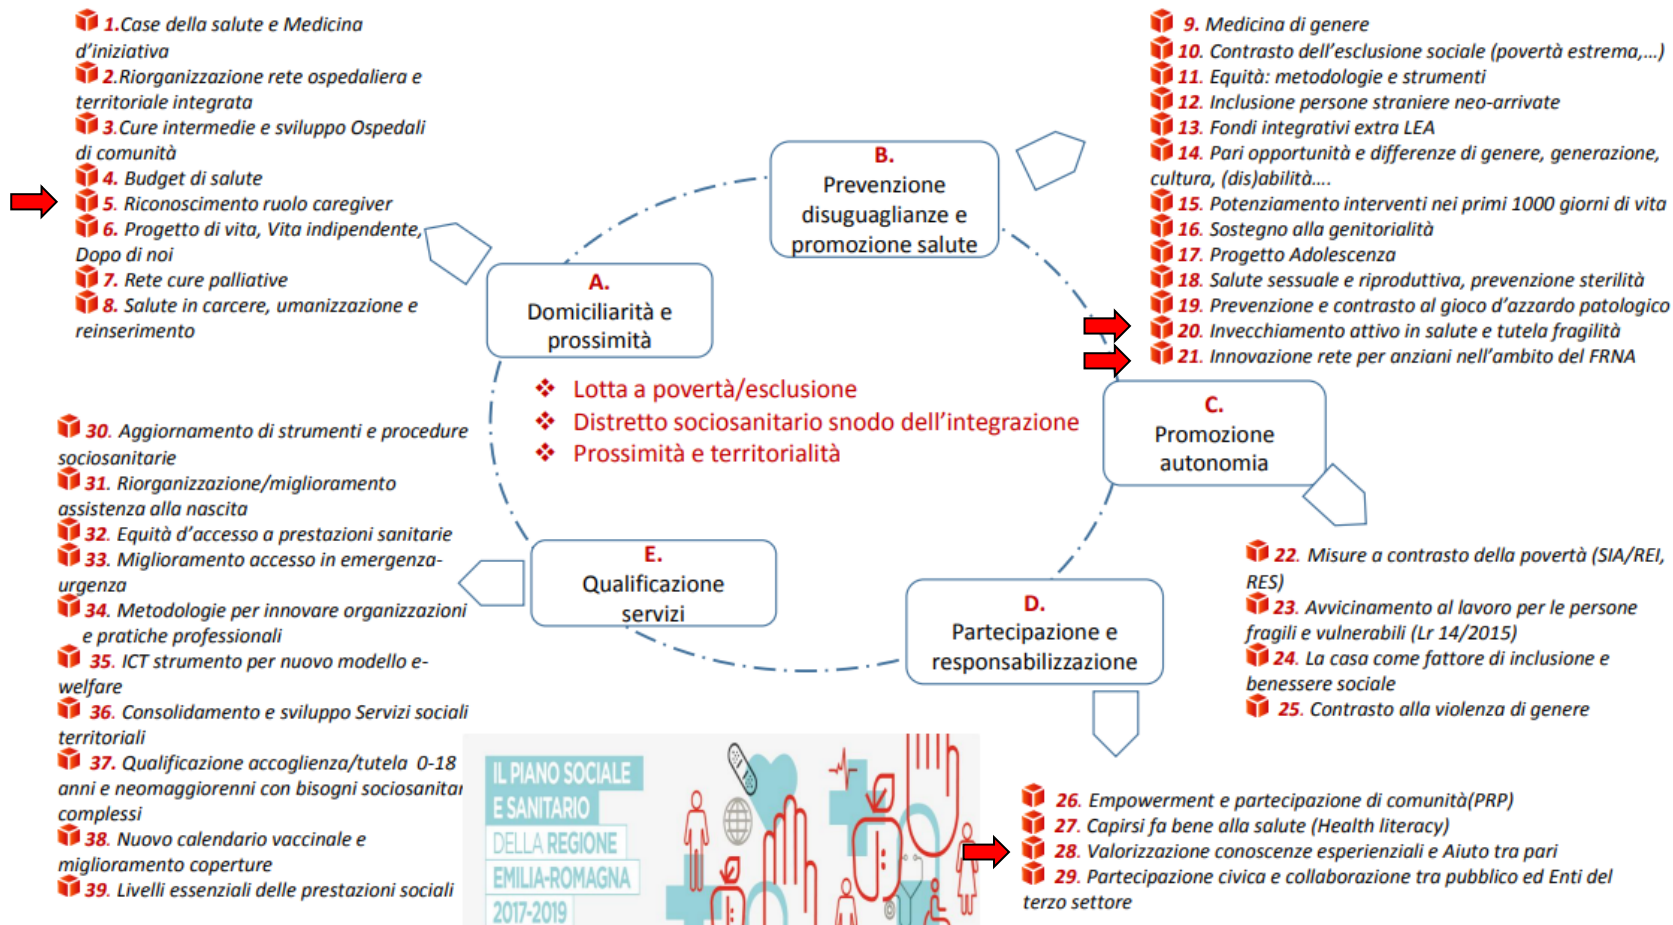 1.Case della salute e Medicina
d'iniziativa
2.Riorganizzazione rete ospedaliera e
territoriale integrata
3.Cure intermedie e sviluppo Ospedali
di comunità
4. Budget di salute
5. Riconoscimento ruolo caregiver
6. Progetto di vita, Vita indipendente,
Dopo di noi
7. Rete cure palliative
8. Salute in carcere, umanizzazione e
reinserimento
9. Medicina di genere
10. Contrasto dell'esclusione sociale (povertà estrema,...)
11. Equità: metodologie e strumenti
12. Inclusione persone straniere neo-arrivate
13. Fondi integrativi extra LEA
14. Pari opportunità e differenze di genere, generazione,
cultura, (dis)abilità....
15. Potenziamento interventi nei primi 1000 giorni di vita
16. Sostegno alla genitorialità
17. Progetto Adolescenza
18. Salute sessuale e riproduttiva, prevenzione sterilità
19. Prevenzione e contrasto al gioco d'azzardo patologico
20. Invecchiamento attivo in salute e tutela fragilità
21. Innovazione rete per anziani nell'ambito del FRNA
B.
Prevenzione
disuguaglianze e
promozione salute
A.
Domiciliarità e
prossimità
❖ Lotta a povertà/esclusione
❖ Distretto sociosanitario snodo dell'integrazione
❖ Prossimità e territorialità
C.
Promozione
autonomia
E.
Qualificazione
servizi
D.
Partecipazione e
responsabilizzazione
22. Misure a contrasto della povertà (SIA/REI,
RES)
23. Avvicinamento al lavoro per le persone
fragili e vulnerabili (Lr 14/2015)
24. La casa come fattore di inclusione e
benessere sociale
25. Contrasto alla violenza di genere
30. Aggiornamento di strumenti e procedure
sociosanitarie
31. Riorganizzazione/miglioramento
assistenza alla nascita
32. Equità d'accesso a prestazioni sanitarie
33. Miglioramento accesso in emergenza-
urgenza
34. Metodologie per innovare organizzazioni
e pratiche professionali
35. ICT strumento per nuovo modello e-
welfare
36. Consolidamento e sviluppo Servizi sociali
territoriali
37. Qualificazione accoglienza/tutela 0-18
anni e neomaggiorenni con bisogni sociosanitar
complessi
38. Nuovo calendario vaccinale e
miglioramento coperture
39. Livelli essenziali delle prestazioni sociali
IL PIANO SOCIALE
E SANITARIO
DELLA REGIONE
EMILIA-ROMAGNA
2017-2019
26. Empowerment e partecipazione di comunità(PRP)
27. Capirsi fa bene alla salute (Health literacy)
28. Valorizzazione conoscenze esperienziali e Aiuto tra pari
29. Partecipazione civica e collaborazione tra pubblico ed Enti del
terzo settore